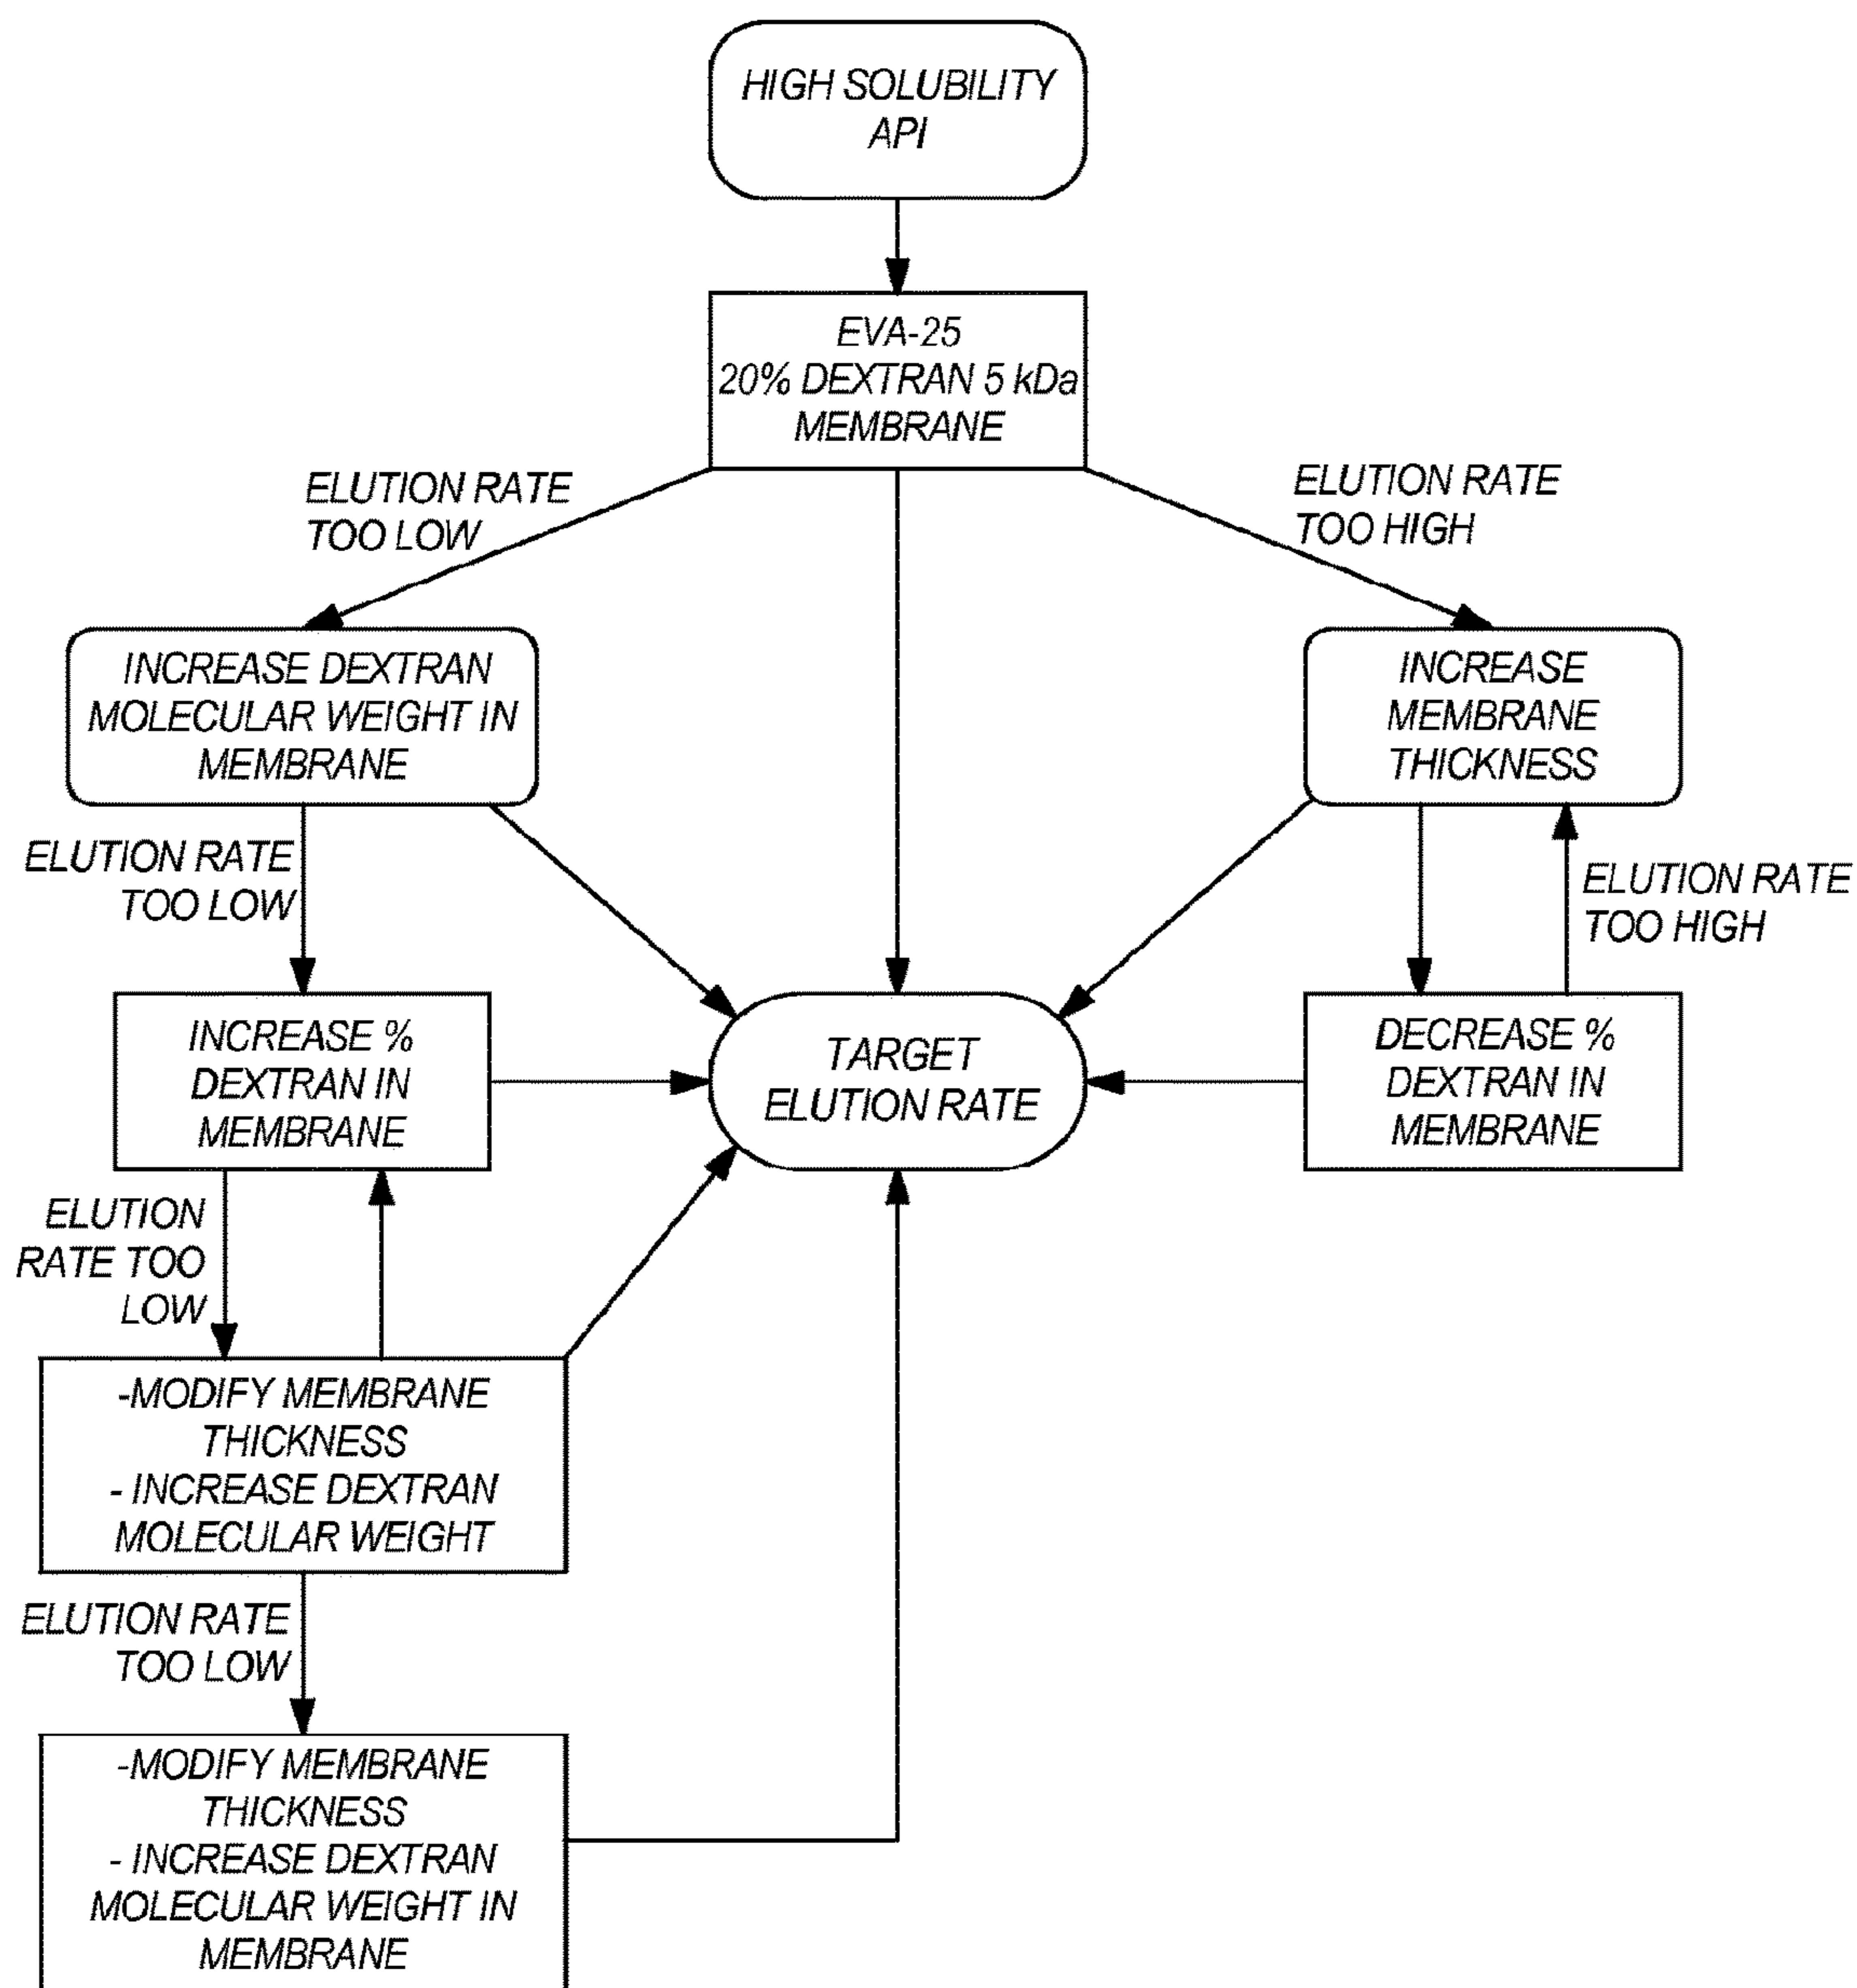 HIGH SOLUBILITY
API
EVA-25
20% DEXTRAN 5 kDa
MEMBRANE
ELUTION RATE
TOO LOW
ELUTION RATE
TOO HIGH
INCREASE DEXTRAN
MOLECULAR WEIGHT IN
MEMBRANE
INCREASE
MEMBRANE
THICKNESS
ELUTION RATE
TOO LOW
ELUTION RATE
TOO HIGH
INCREASE %
DEXTRAN IN
MEMBRANE
TARGET
ELUTION RATE
DECREASE %
DEXTRAN IN
MEMBRANE
ELUTION
RATE TOO
LOW
-MODIFY MEMBRANE
THICKNESS
- INCREASE DEXTRAN
MOLECULAR WEIGHT
ELUTION RATE
TOO LOW
-MODIFY MEMBRANE
THICKNESS
- INCREASE DEXTRAN
MOLECULAR WEIGHT IN
MEMBRANE